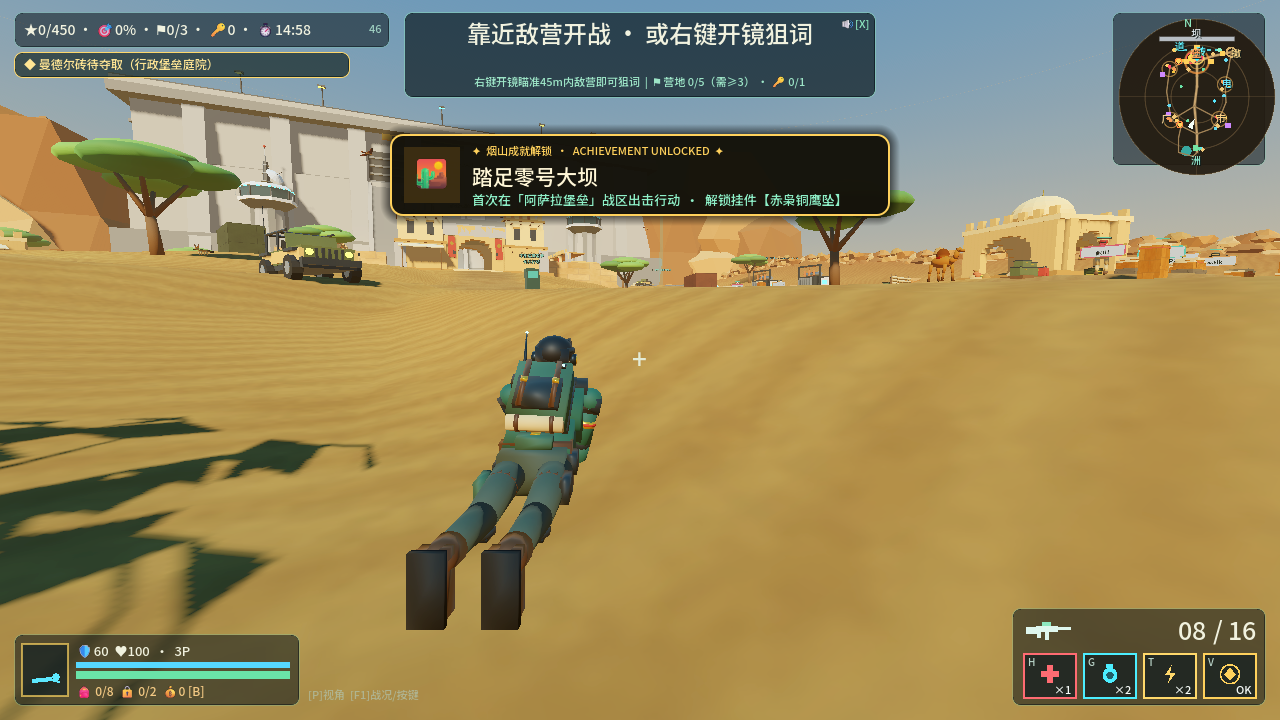 ★0/450 · 🎯 0% · ⚑0/3 · 🔑0 · ⏱ 14:58
46
◆ 曼德尔砖待夺取（行政堡垒庭院）
靠近敌营开战 · 或右键开镜狙词
[X]
右键开镜瞄准45m内敌营即可狙词 | ⚑ 营地 0/5（需≥3） · 🔑 0/1
N
坝
✦ 烟山成就解锁 · ACHIEVEMENT UNLOCKED ✦
踏足零号大坝
首次在「阿萨拉堡垒」战区出击行动 · 解锁挂件【赤枭铜鹰坠】
洲
60 ♥100 · 3P
0/8 0/2 0 [B]
[P]视角 [F1]战况/按键
08 / 16
H
×1
G
×2
T
×2
V
OK